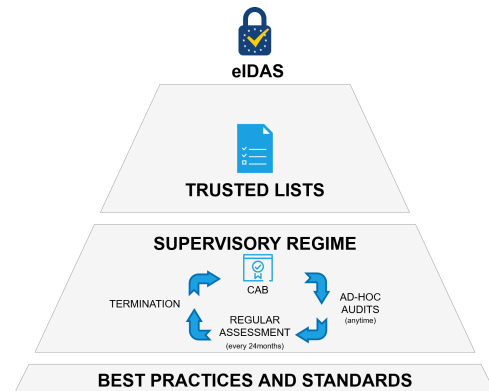 eIDAS
TRUSTED LISTS
SUPERVISORY REGIME
CAB
TERMINATION
AD-HOC
AUDITS
(anytime)
REGULAR
ASSESSMENT
(every 24months)
BEST PRACTICES AND STANDARDS